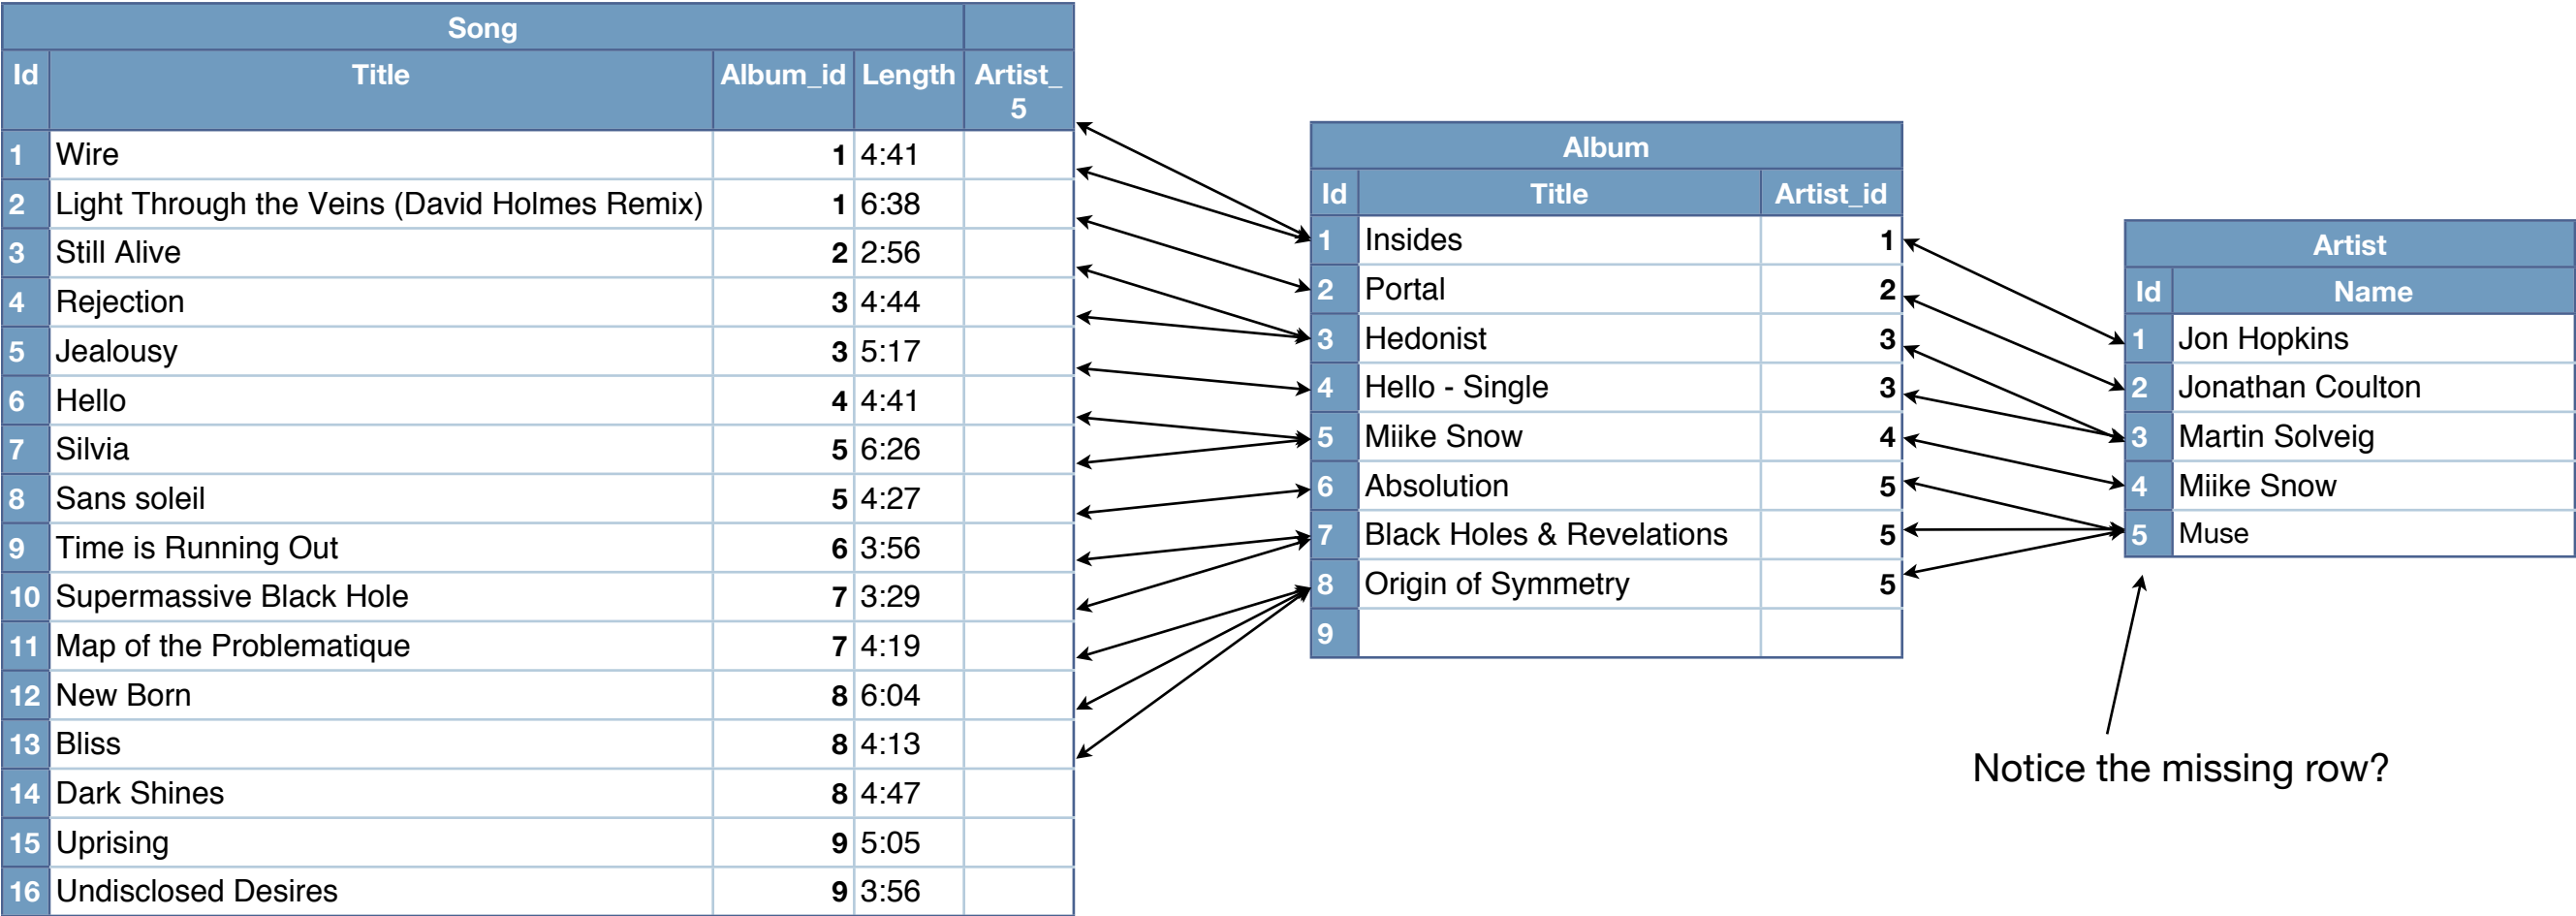 Song
Id Title Album_id Length Artist_
5
1 Wire 1 4:41
2 Light Through the Veins (David Holmes Remix) 1 6:38
3 Still Alive 2 2:56
4 Rejection 3 4:44
5 Jealousy 3 5:17
6 Hello 4 4:41
7 Silvia 5 6:26
8 Sans soleil 5 4:27
9 Time is Running Out 6 3:56
10 Supermassive Black Hole 7 3:29
11 Map of the Problematique 7 4:19
12 New Born 8 6:04
13 Bliss 8 4:13
14 Dark Shines 8 4:47
15 Uprising 9 5:05
16 Undisclosed Desires 9 3:56
Album
Id Title Artist_id
1 Insides 1
2 Portal 2
3 Hedonist 3
4 Hello - Single 3
5 Miike Snow 4
6 Absolution 5
7 Black Holes & Revelations 5
8 Origin of Symmetry 5
9
Artist
Id Name
1 Jon Hopkins
2 Jonathan Coulton
3 Martin Solveig
4 Miike Snow
5 Muse
Notice the missing row?